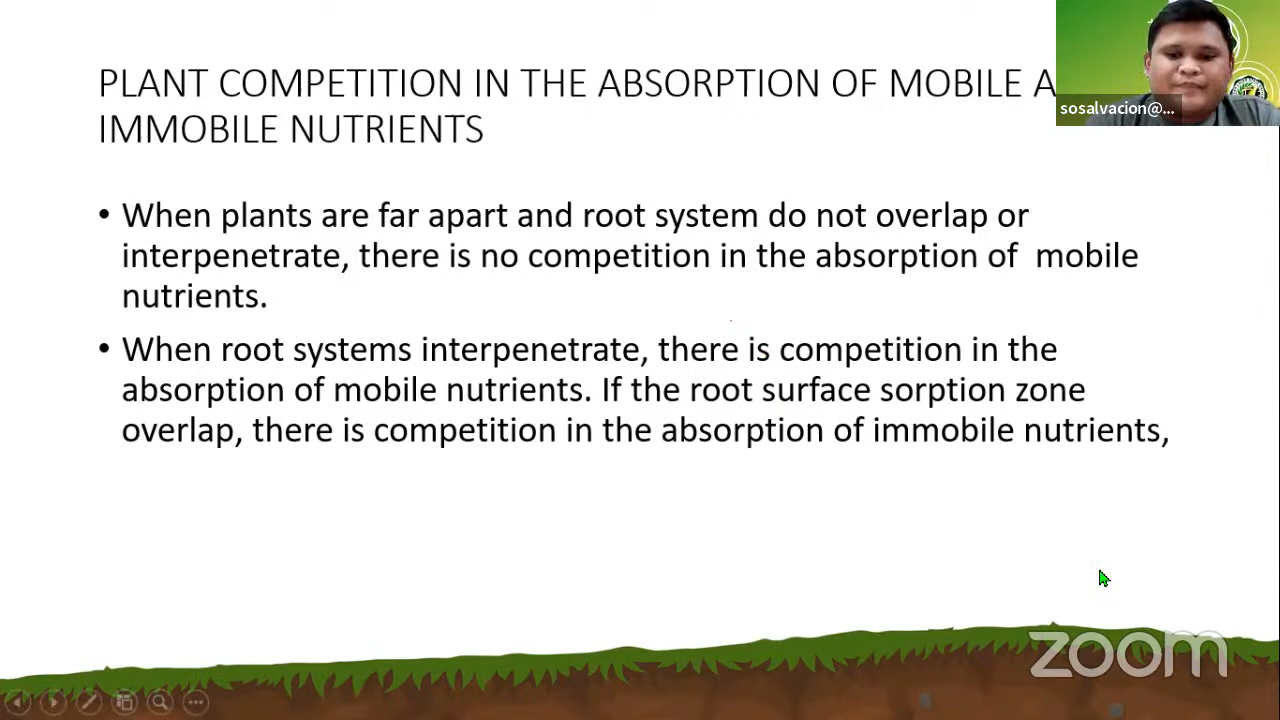 PLANT COMPETITION IN THE ABSORPTION OF MOBILE A
IMMOBILE NUTRIENTS
sosalvacion@...
• When plants are far apart and root system do not overlap or
interpenetrate, there is no competition in the absorption of mobile
nutrients.
• When root systems interpenetrate, there is competition in the
absorption of mobile nutrients. If the root surface sorption zone
overlap, there is competition in the absorption of immobile nutrients,
zoom